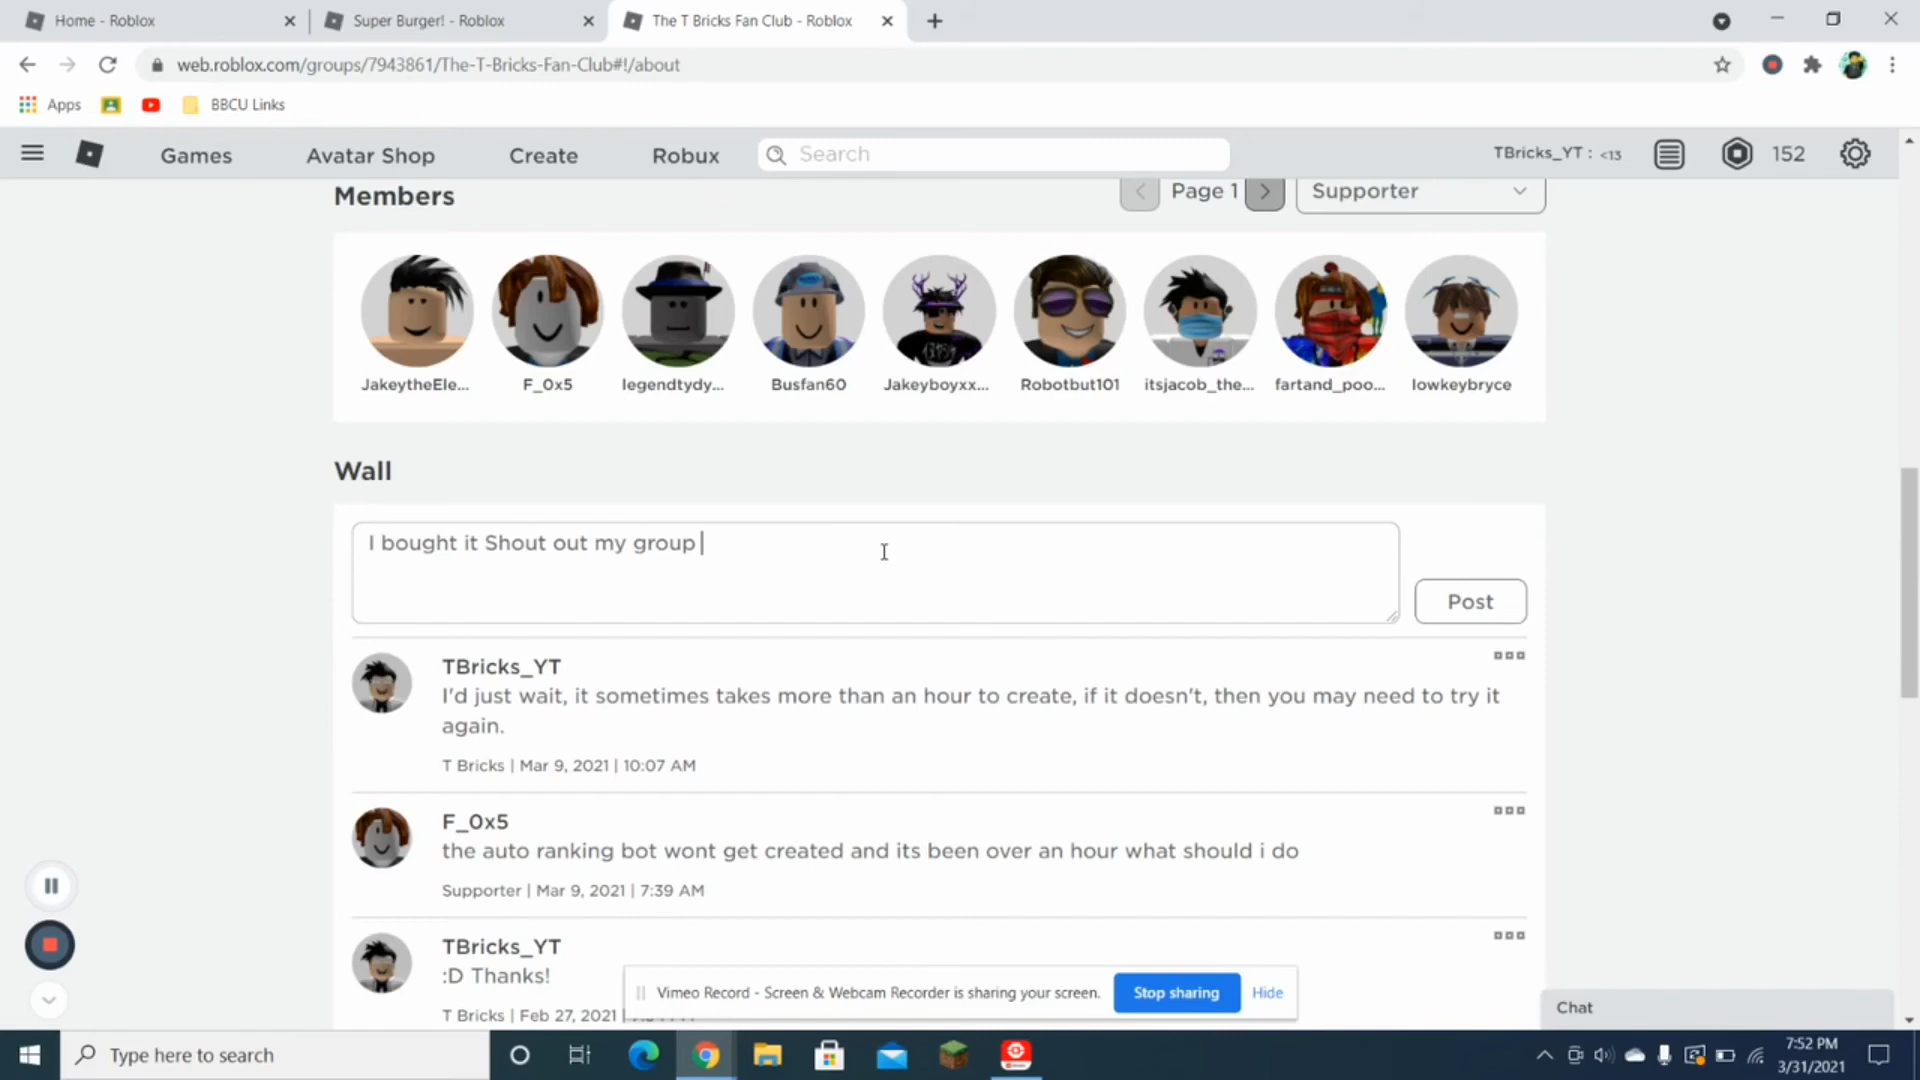 Home - Roblox
Super Burger! - Roblox
The T Bricks Fan Club - Roblox
web.roblox.com/groups/7943861/The-T-Bricks-Fan-Club#!/about
Apps
BBCU Links
Games
Avatar Shop
Create
Robux
Search
TBricks_YT : <13
152
Members
Page 1
Supporter
JakeytheEle...
F_0x5
legendtydy...
Busfan60
Jakeyboyxx...
Robotbut101
itsjacob_the...
fartand_poo...
lowkeybryce
Wall
I bought it Shout out my group
Post
TBricks_YT
I'd just wait, it sometimes takes more than an hour to create, if it doesn't, then you may need to try it
again.
T Bricks | Mar 9, 2021 | 10:07 AM
F_0x5
the auto ranking bot wont get created and its been over an hour what should i do
Supporter | Mar 9, 2021 | 7:39 AM
TBricks_YT
:D Thanks!
T Bricks | Feb 27, 2021 |
Vimeo Record - Screen & Webcam Recorder is sharing your screen.
Stop sharing
Hide
Chat
Type here to search
7:52 PM
3/31/2021